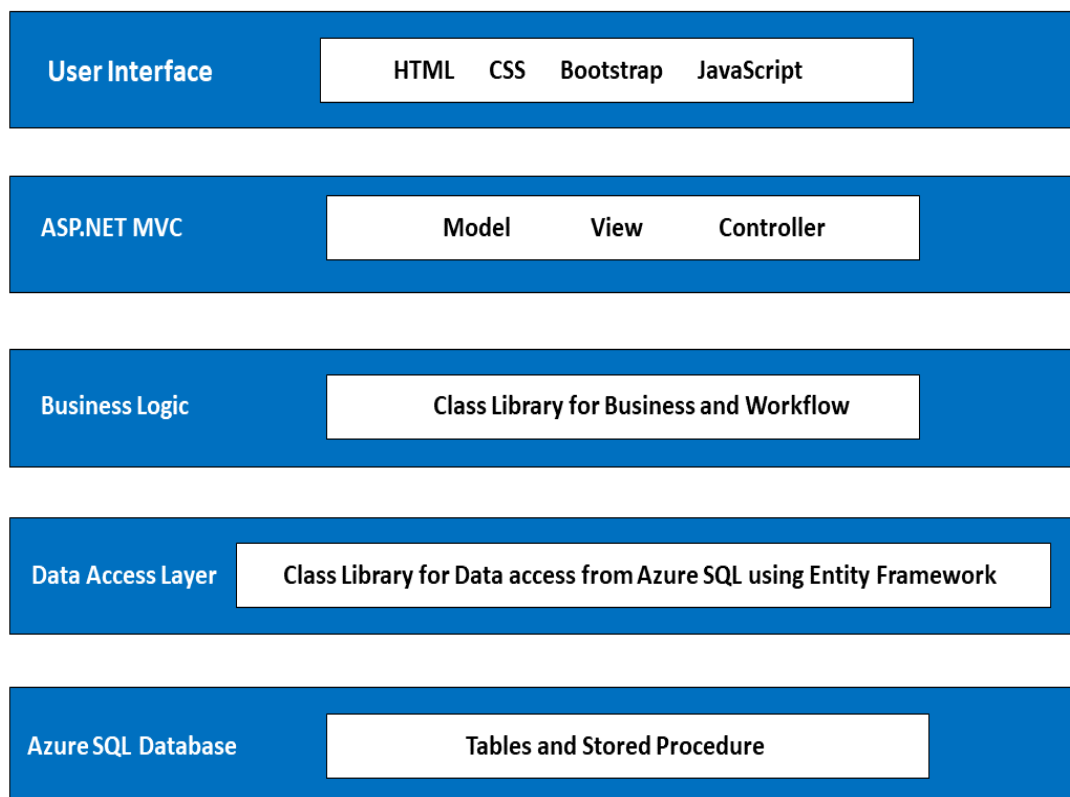 User Interface HTML CSS Bootstrap JavaScript
ASP.NET MVC Model View Controller
Business Logic Class Library for Business and Workflow
Data Access Layer Class Library for Data access from Azure SQL using Entity Framework
Azure SQL Database Tables and Stored Procedure